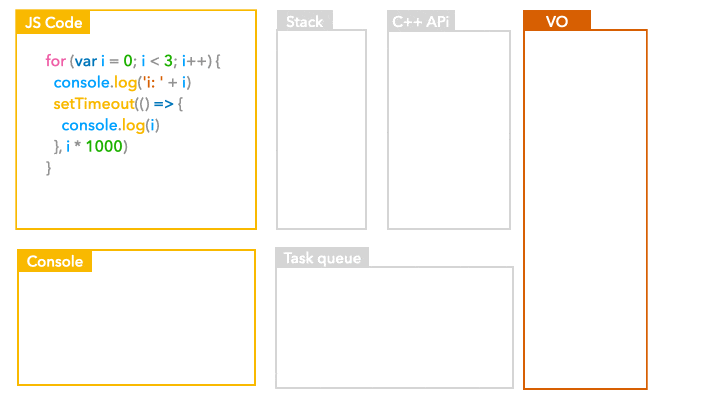 JS Code
for (var i = 0; i < 3; i++) {
console.log('i: ' + i)
setTimeout(() => {
console.log(i)
}, i * 1000)
}
Stack
C++ APi
VO
Console
Task queue